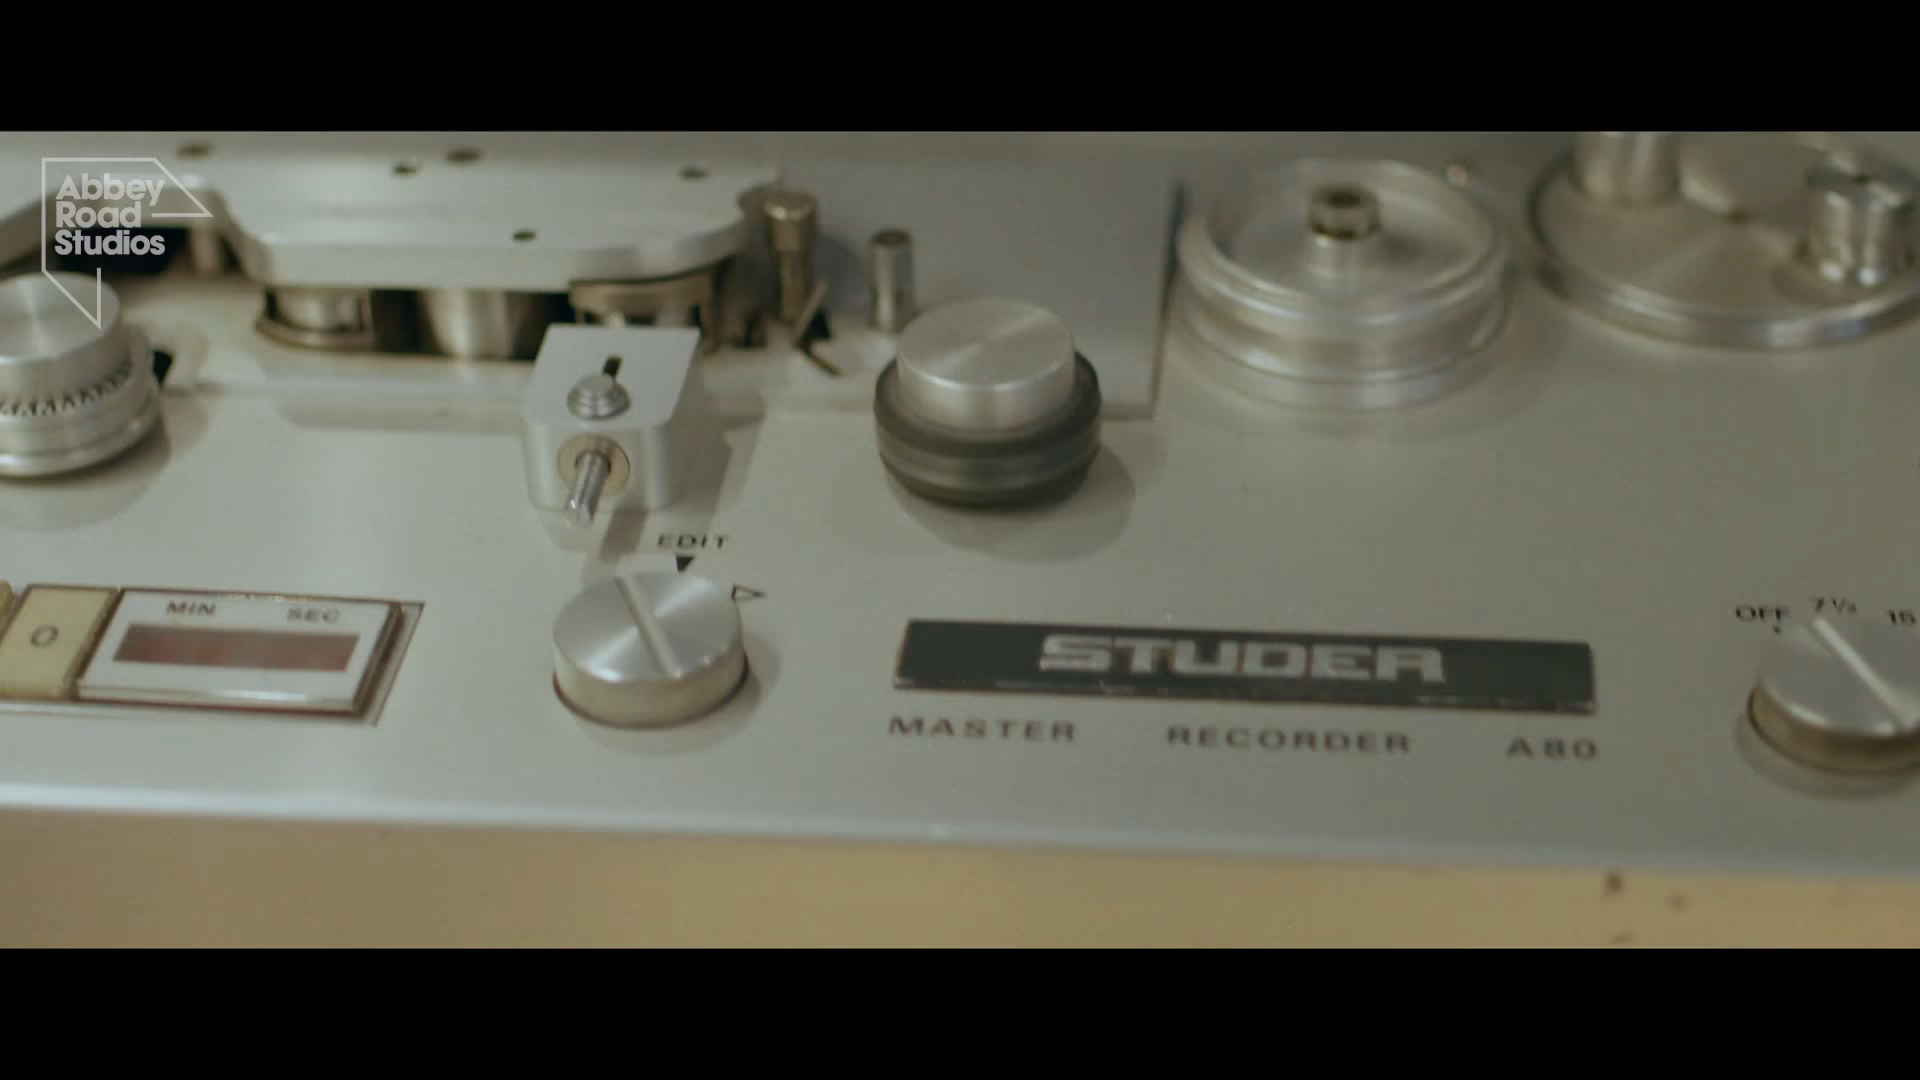 Abbey
Road
Studios
EDIT
MIN SEC
0
STUDER
MASTER RECORDER A80
OFF 7½ 15